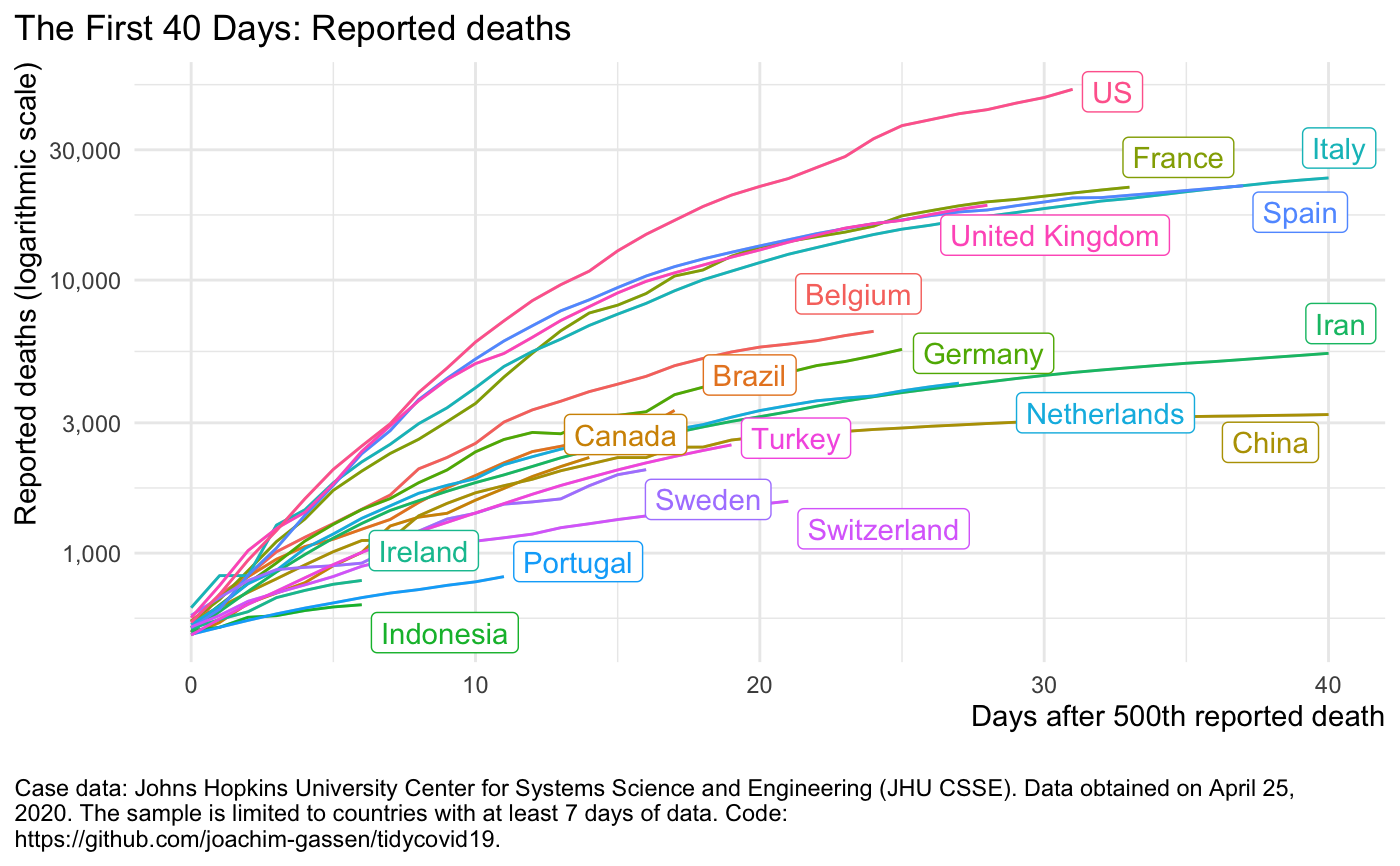 The First 40 Days: Reported deaths
Reported deaths (logarithmic scale)
30,000
10,000
3,000
1,000
US
France
Italy
Spain
United Kingdom
Belgium
Iran
Germany
Brazil
Netherlands
Canada
Turkey
China
Sweden
Switzerland
Ireland
Portugal
Indonesia
0 10 20 30 40
Days after 500th reported death
Case data: Johns Hopkins University Center for Systems Science and Engineering (JHU CSSE). Data obtained on April 25,
2020. The sample is limited to countries with at least 7 days of data. Code:
https://github.com/joachim-gassen/tidycovid19.